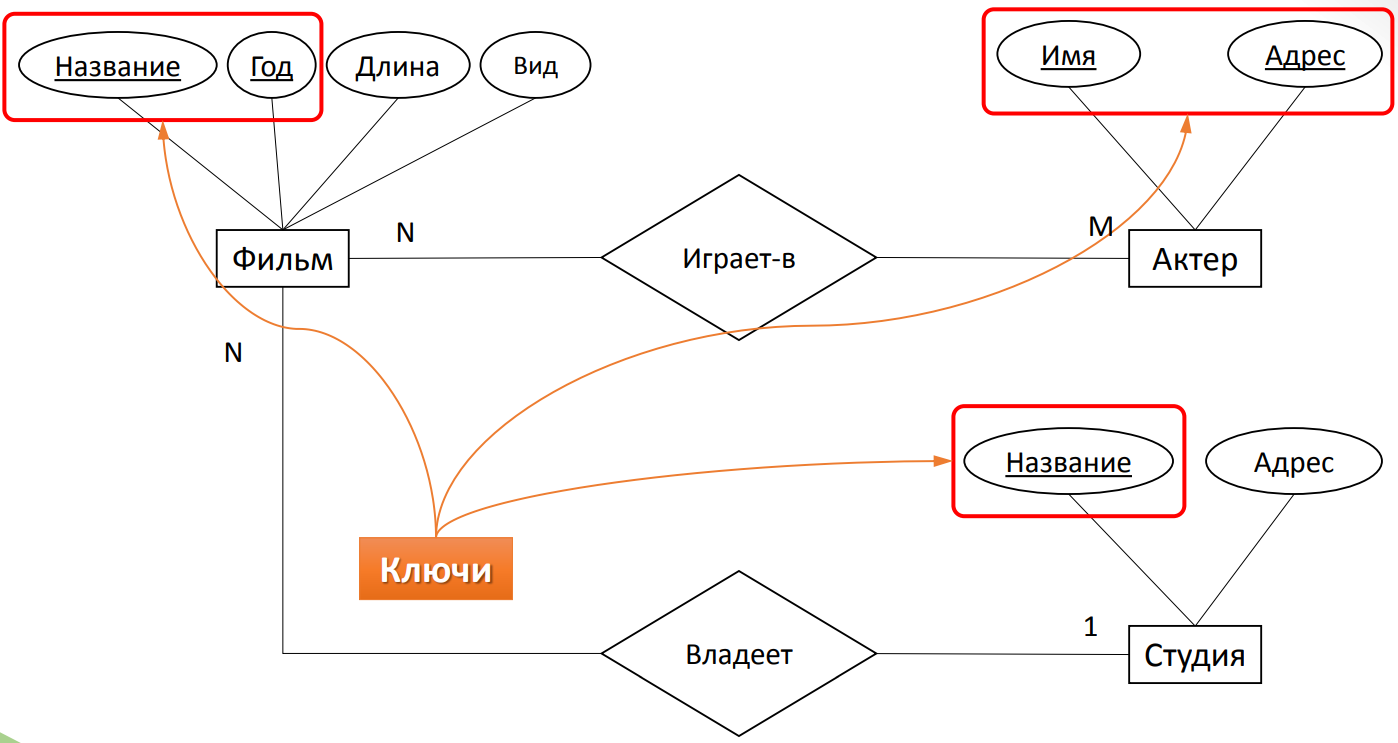 Название Год Длина Вид Имя Адрес
N M
Фильм Играет-в Актер
N
Название Адрес
Ключи
1
Владеет Студия